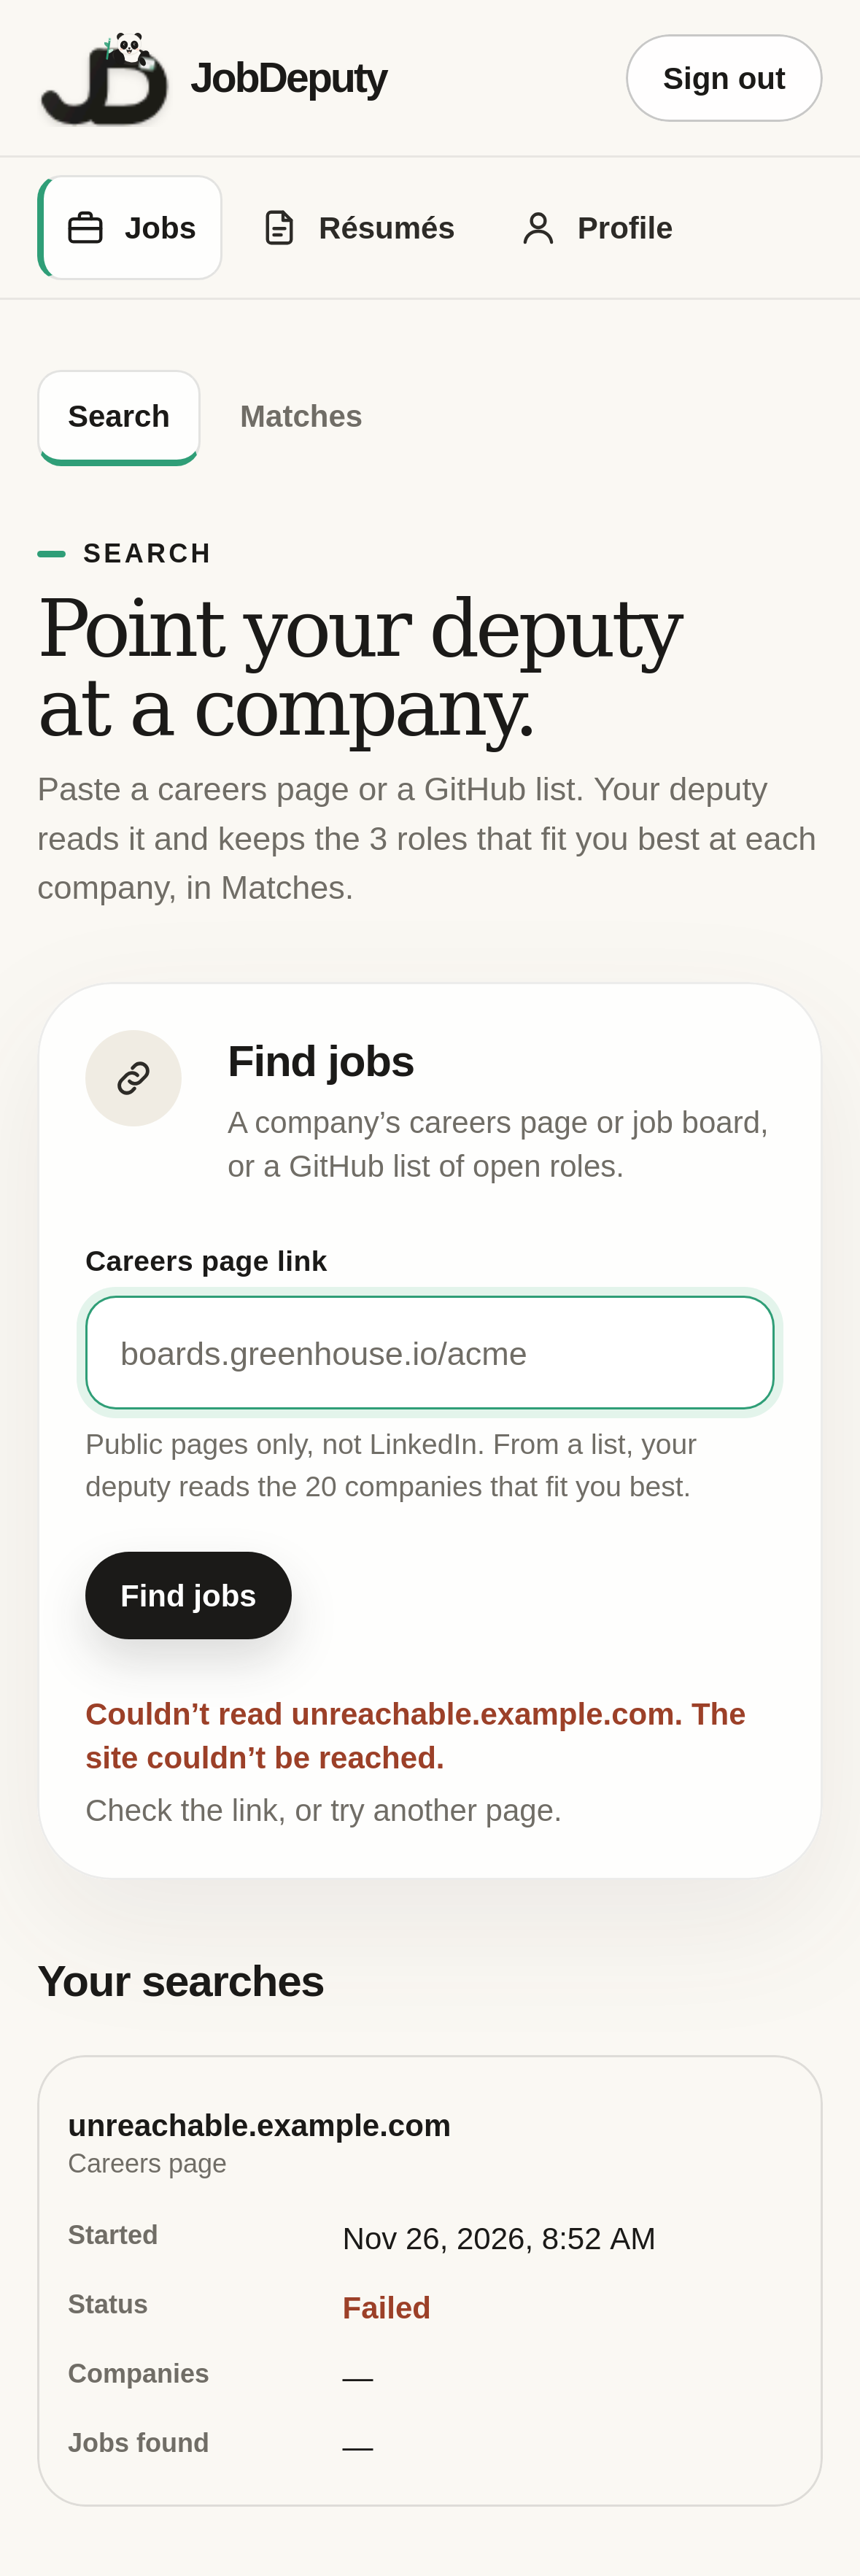 JD
JobDeputy
Sign out
Jobs
Résumés
Profile
Search
Matches
SEARCH
Point your deputy
at a company.
Paste a careers page or a GitHub list. Your deputy
reads it and keeps the 3 roles that fit you best at each
company, in Matches.
Find jobs
A company’s careers page or job board,
or a GitHub list of open roles.
Careers page link
boards.greenhouse.io/acme
Public pages only, not LinkedIn. From a list, your
deputy reads the 20 companies that fit you best.
Find jobs
Couldn’t read unreachable.example.com. The
site couldn’t be reached.
Check the link, or try another page.
Your searches
unreachable.example.com
Careers page
Started
Nov 26, 2026, 8:52 AM
Status
Failed
Companies
—
Jobs found
—